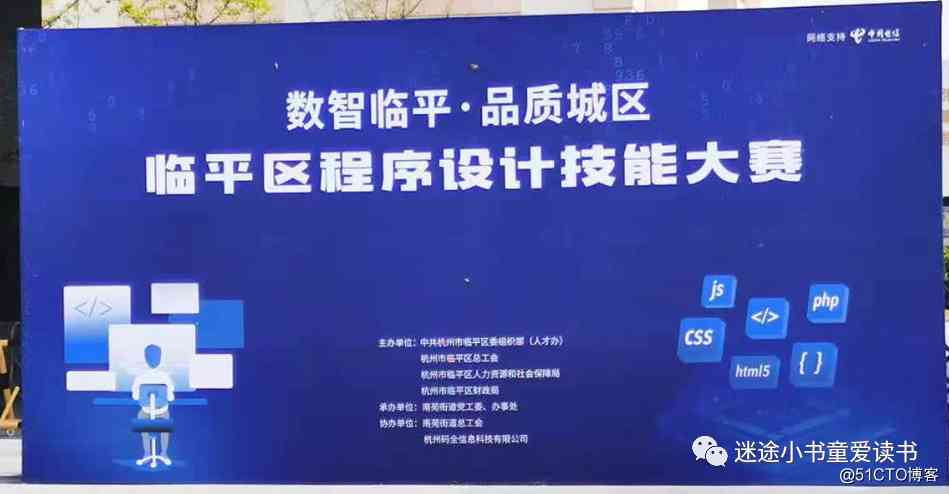 网络支持 中国电信
数智临平·品质城区
临平区程序设计技能大赛
</>
js
</>
php
CSS
html5
{ }
主办单位：中共杭州市临平区委组织部（人才办）
杭州市临平区总工会
杭州市临平区人力资源和社会保障局
杭州市临平区财政局
承办单位：南苑街道党工委、办事处
协办单位：南苑街道总工会
杭州码全信息科技有限公司
迷途小书童爱读书
@51CTO博客